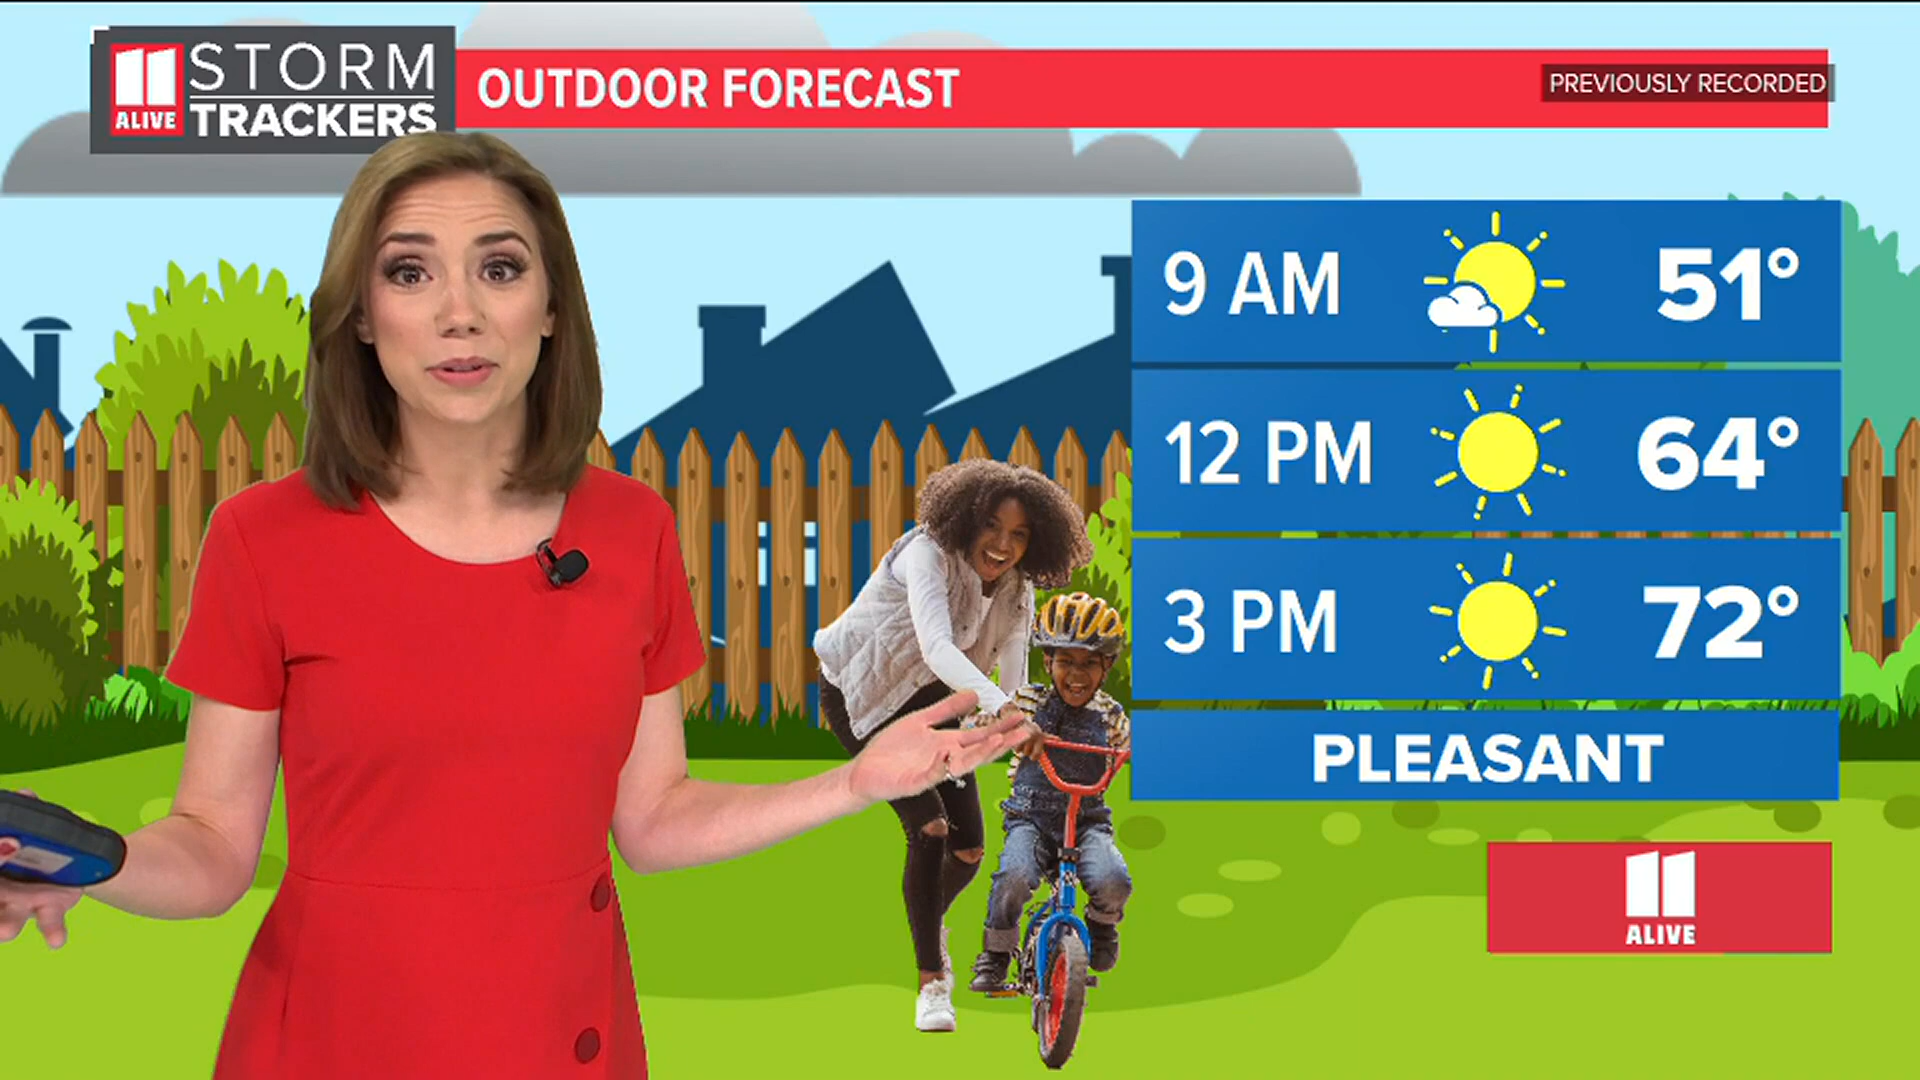 11 ALIVE
STORM
TRACKERS
OUTDOOR FORECAST
PREVIOUSLY RECORDED
9 AM 51°
12 PM 64°
3 PM 72°
PLEASANT
11 ALIVE